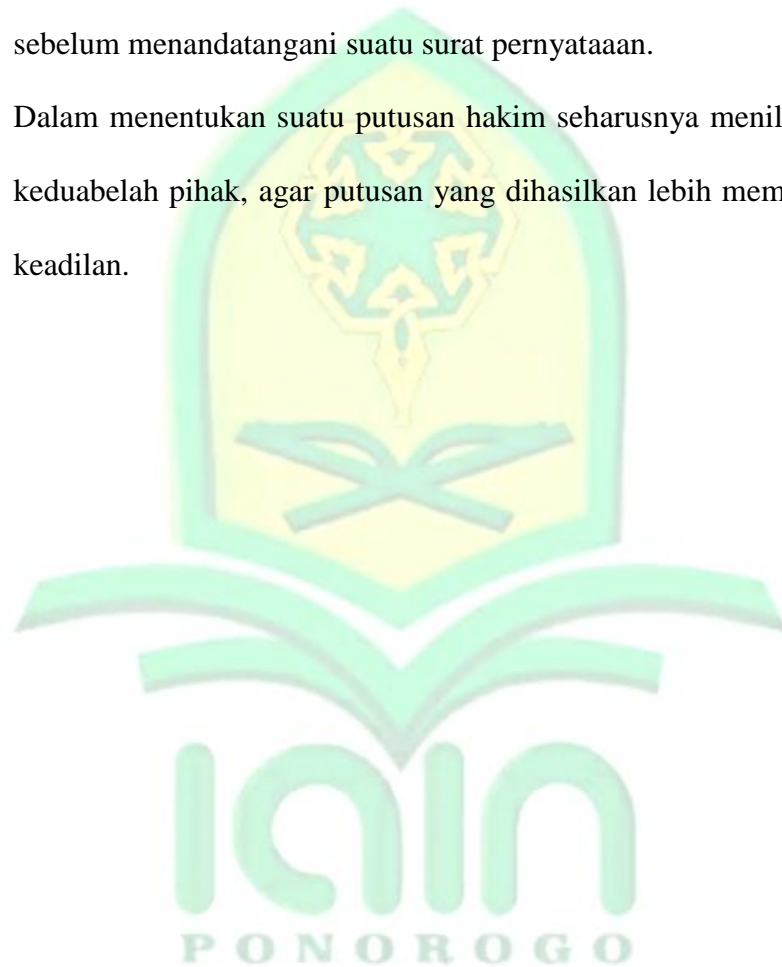 sebelum menandatangani suatu surat pernyataaan.
Dalam menentukan suatu putusan hakim seharusnya menil
keduabelah pihak, agar putusan yang dihasilkan lebih mem
keadilan.
IAIN
PONOROGO